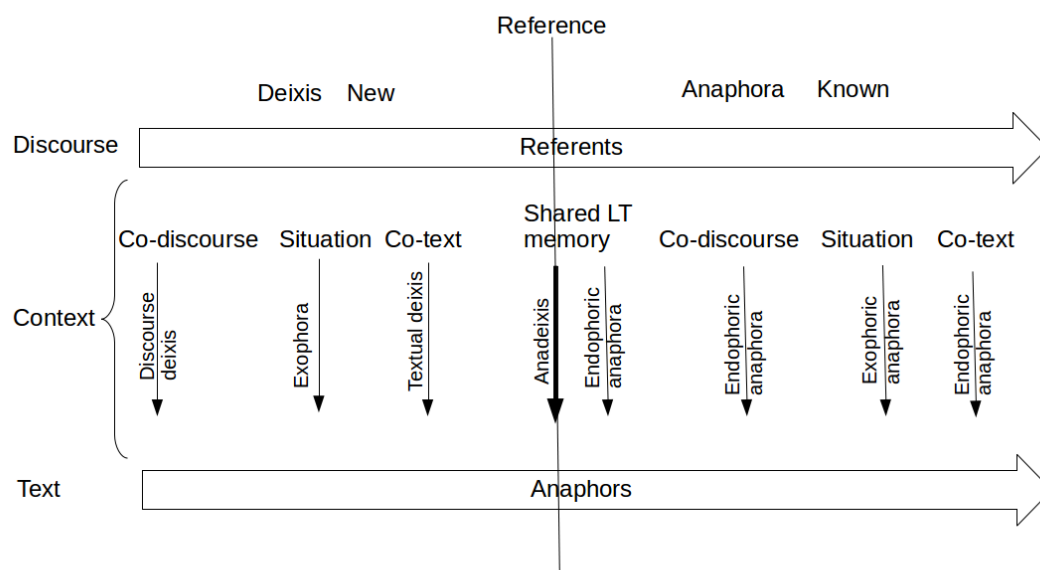 Reference
Deixis New
Anaphora Known
Discourse
Referents
Context
Co-discourse
Situation
Co-text
Shared LT
memory
Co-discourse
Situation
Co-text
Discourse
deixis
Exophora
Textual deixis
Anadeixis
Endophoric
anaphora
Endophoric
anaphora
Exophoric
anaphora
Endophoric
anaphora
Text
Anaphors